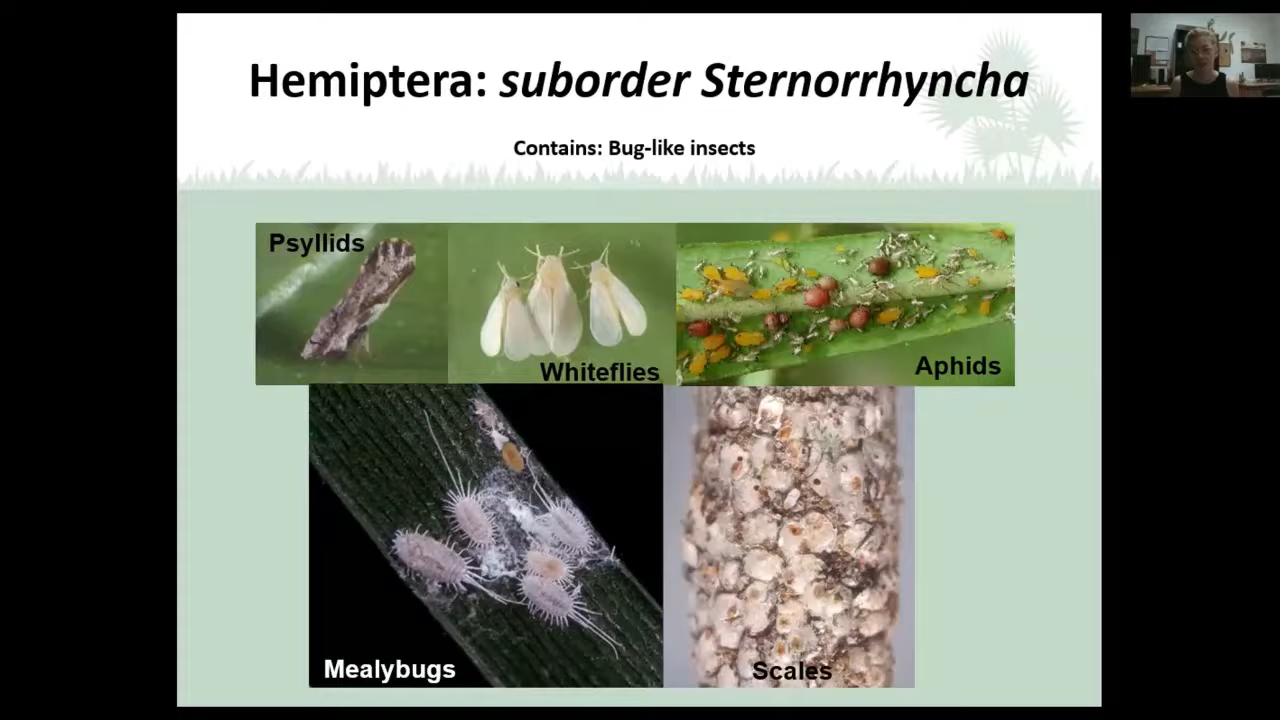 Hemiptera: suborder Sternorrhyncha
Contains: Bug-like insects
Psyllids
Whiteflies
Aphids
Mealybugs
Scales